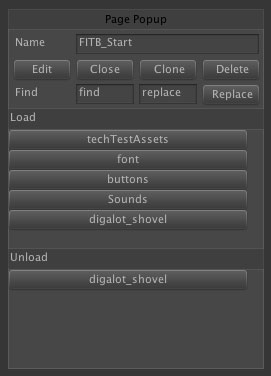 Page Popup
Name FITB_Start
Edit Close Clone Delete
Find find replace Replace
Load
techTestAssets
font
buttons
Sounds
digalot_shovel
Unload
digalot_shovel